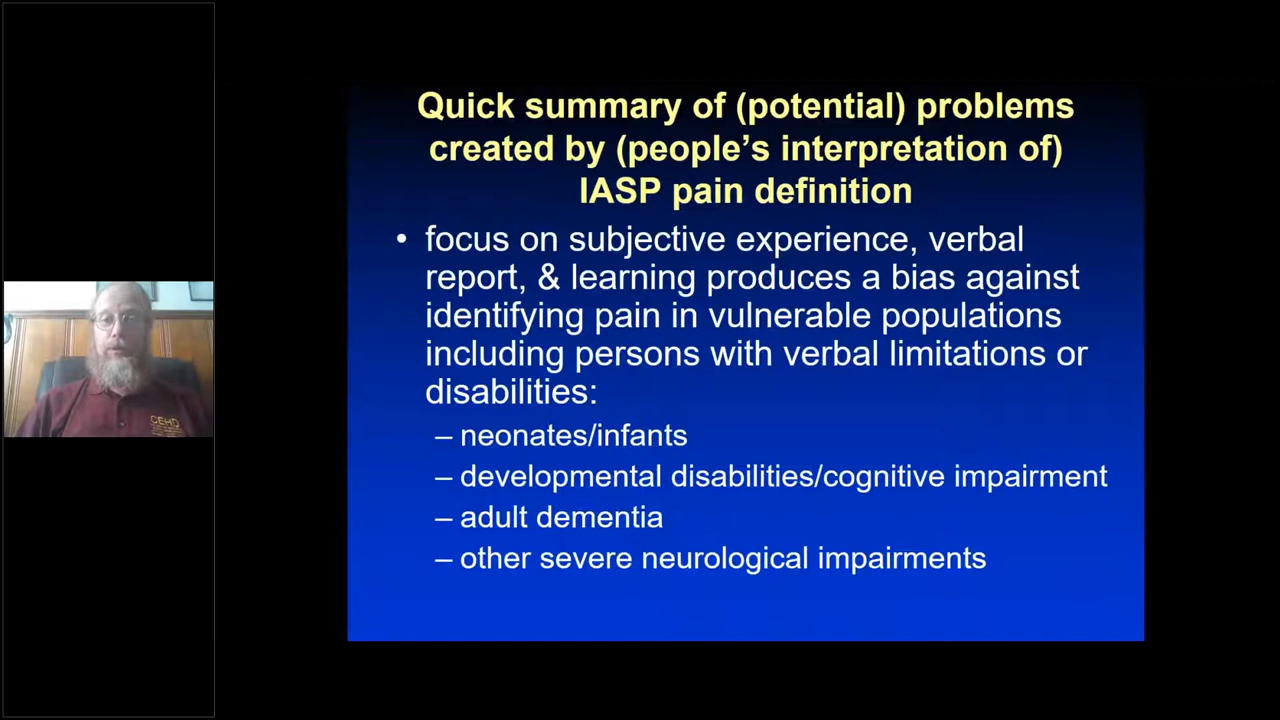 Quick summary of (potential) problems
created by (people's interpretation of)
IASP pain definition
• focus on subjective experience, verbal
report, & learning produces a bias against
identifying pain in vulnerable populations
including persons with verbal limitations or
disabilities:
– neonates/infants
– developmental disabilities/cognitive impairment
– adult dementia
– other severe neurological impairments
CEHD